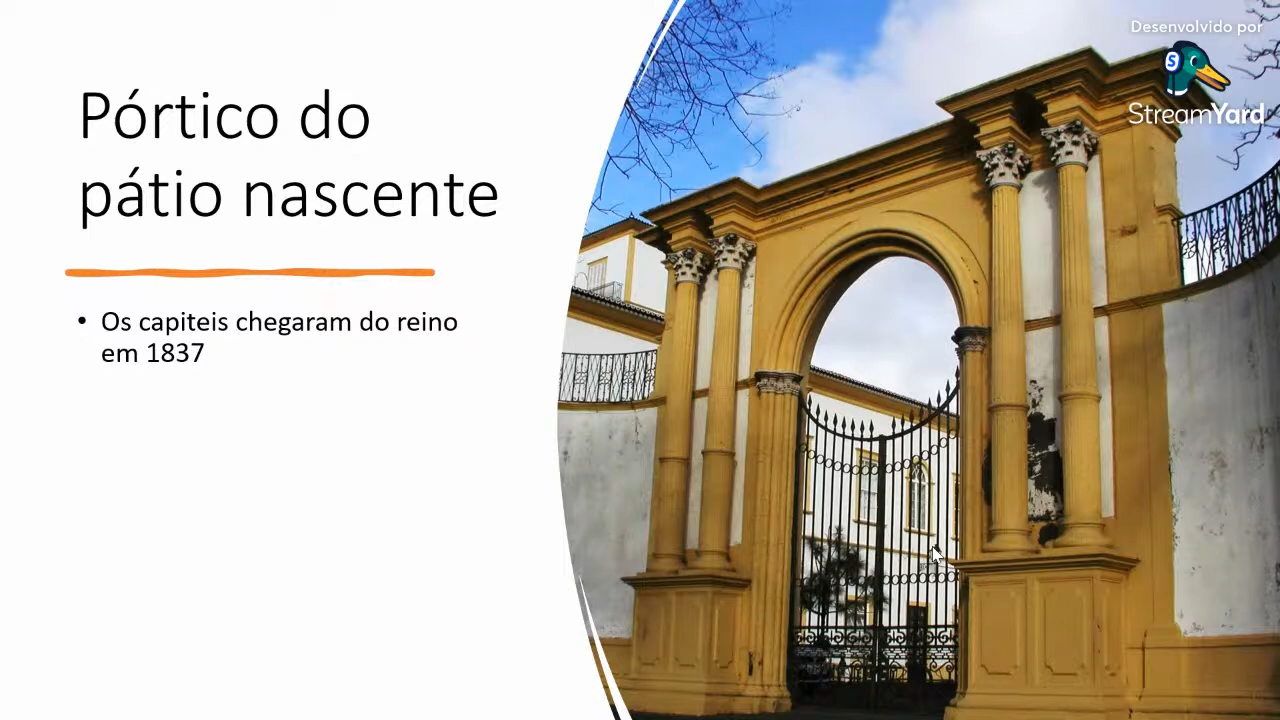 Pórtico do
pátio nascente
• Os capiteis chegaram do reino
em 1837
Desenvolvido por
S
StreamYard